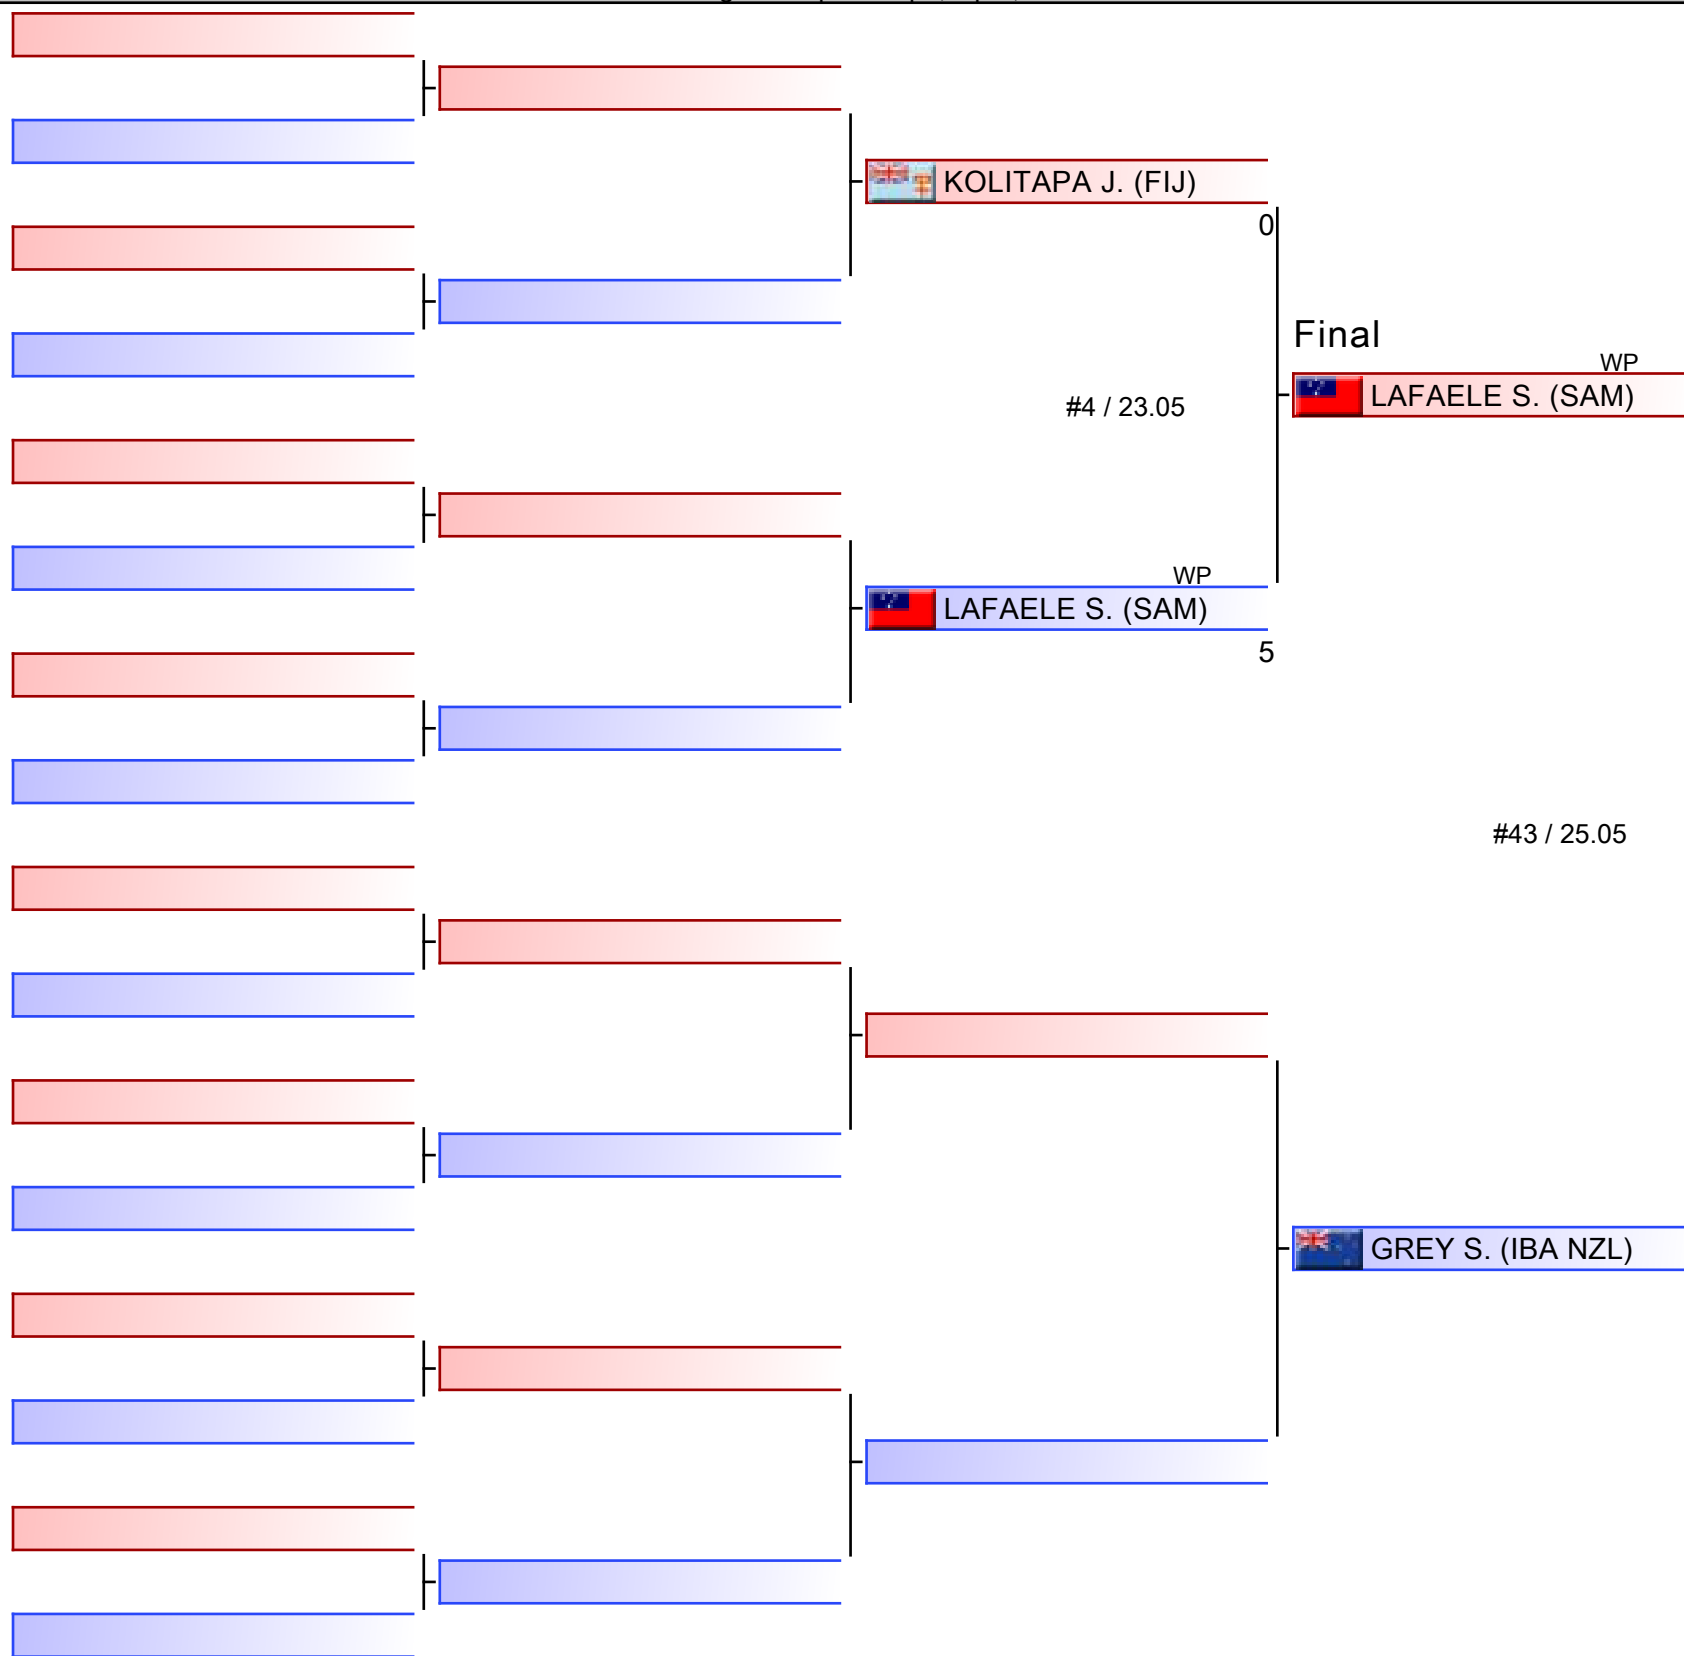 KOLITAPA J. (FIJ)
0
Final
WP
LAFAELE S. (SAM)
#4 / 23.05
WP
LAFAELE S. (SAM)
5
#43 / 25.05
GREY S. (IBA NZL)